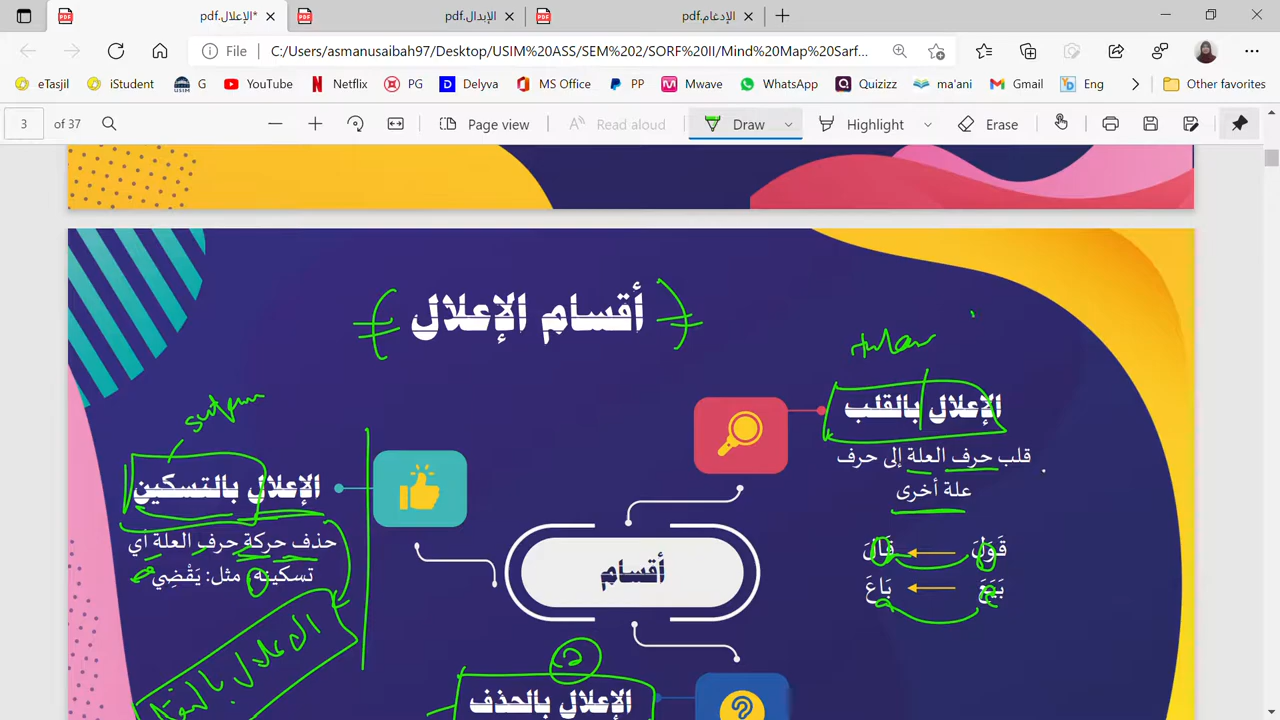 الإعلال.pdf*
الإبدال.pdf
الإدغام.pdf
File
C:/Users/asmanusaibah97/Desktop/USIM%20ASS/SEM%202/SORF%20II/Mind%20Map%20Sarf...
eTasjil
iStudent
G
YouTube
Netflix
PG
Delyva
MS Office
PP
Mwave
WhatsApp
Quizizz
ma'ani
Gmail
Eng
Other favorites
3 of 37
Page view
Read aloud
Draw
Highlight
Erase
أقسام الإعلال
tukar
الإعلال بالقلب
قلب حرف العلة إلى حرف
علة أخرى
قَوَلَ
قَالَ
بَيَعَ
بَاعَ
الإعلال بالتسكين
حذف حركة حرف العلة أي
تسكينه، مثل: يَقْضِي
أقسام
الإعلال بالحذف